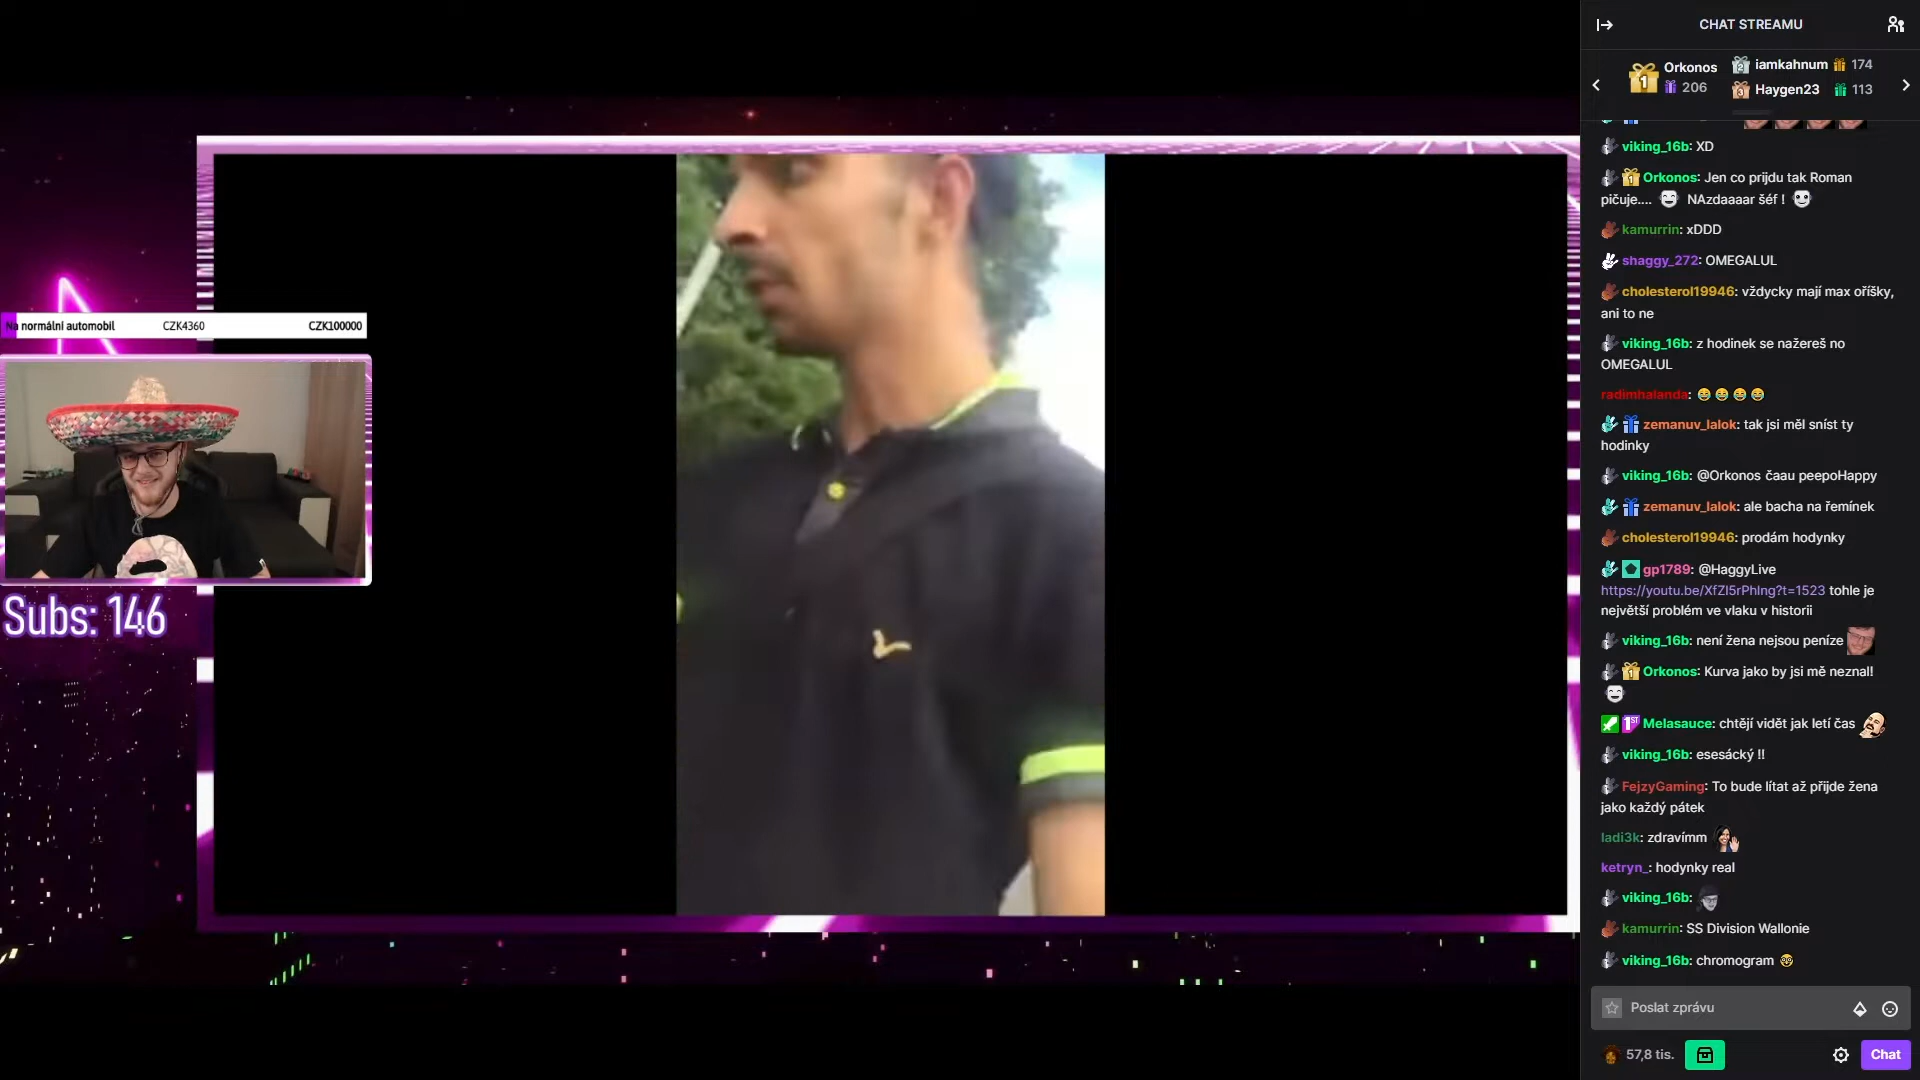 CHAT STREAMU
Orkonos
206
iamkahnum 174
Haygen23 113
viking_16b: XD
Orkonos: Jen co prijdu tak Roman
pičuje.... NAzdaaaar šéf !
kamurrin: xDDD
shaggy_272: OMEGALUL
cholesterol19946: vždycky mají max oříšky,
ani to ne
viking_16b: z hodinek se nažereš no
OMEGALUL
radimhalanda: 😂 😂 😂 😂
zemanuv_lalok: tak jsi měl sníst ty
hodinky
viking_16b: @Orkonos čaau peepoHappy
zemanuv_lalok: ale bacha na řemínek
cholesterol19946: prodám hodynky
gp1789: @HaggyLive
https://youtu.be/XfZl5rPhlng?t=1523 tohle je
největší problém ve vlaku v historii
viking_16b: není žena nejsou peníze
Orkonos: Kurva jako by jsi mě neznal!
Melasauce: chtějí vidět jak letí čas
viking_16b: esesácký !!
FejzyGaming: To bude lítat až přijde žena
jako každý pátek
ladi3k: zdravímm
ketryn_: hodynky real
viking_16b:
kamurrin: SS Division Wallonie
viking_16b: chromogram
Poslat zprávu
57,8 tis.
Chat
Na normální automobil CZK4360 CZK100000
Subs: 146